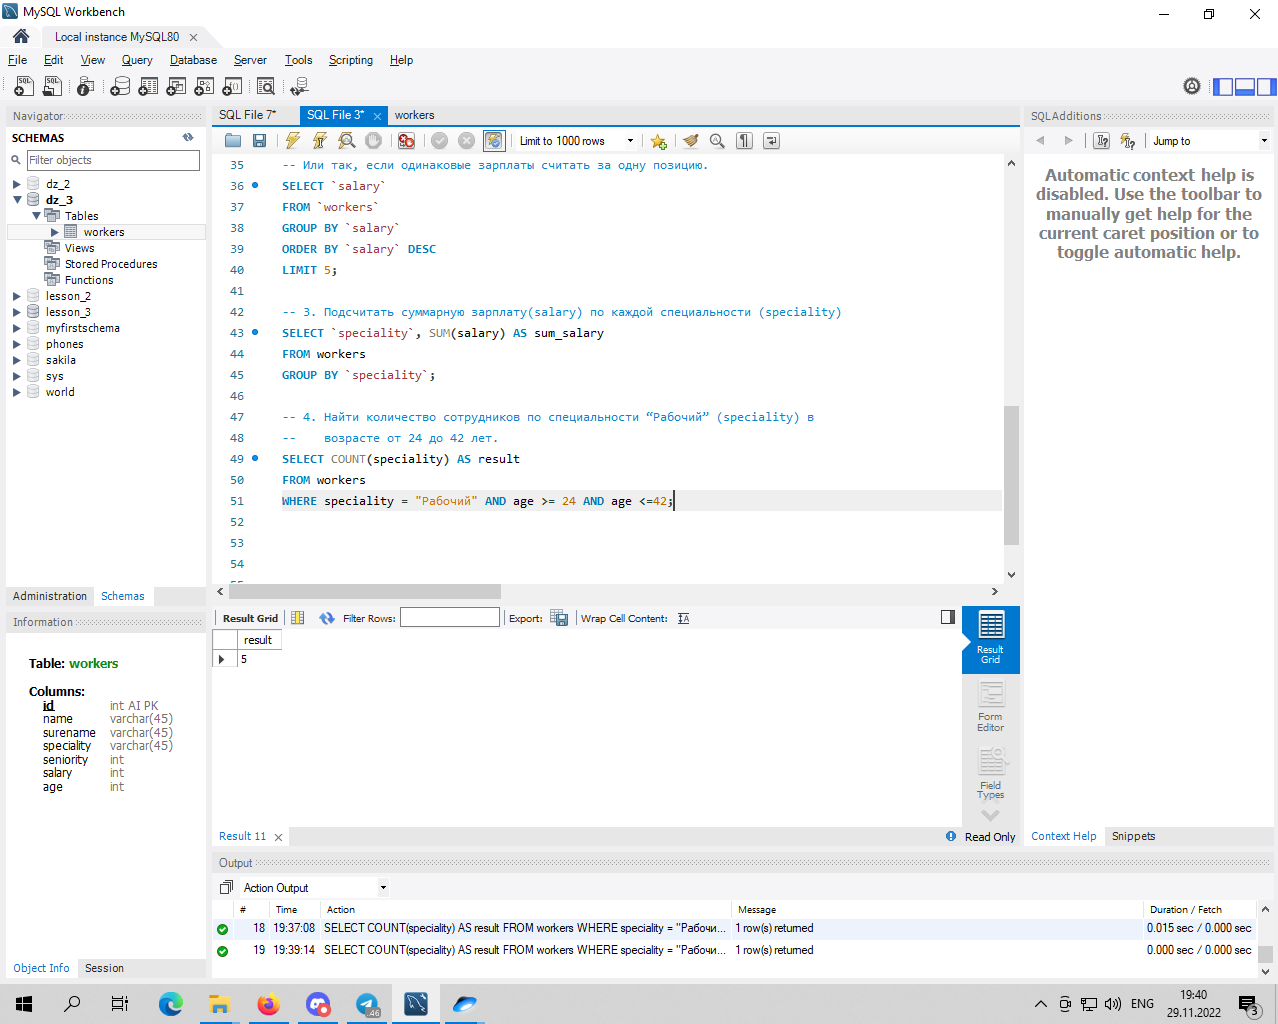 MySQL Workbench
Local instance MySQL80
File Edit View Query Database Server Tools Scripting Help
Navigator
SCHEMAS
Filter objects
dz_2
dz_3
Tables
workers
Views
Stored Procedures
Functions
lesson_2
lesson_3
myfirstschema
phones
sakila
sys
world
Administration Schemas
Information
Table: workers
Columns:
id int AI PK
name varchar(45)
surename varchar(45)
speciality varchar(45)
seniority int
salary int
age int
Object Info Session
SQL File 7* SQL File 3* workers
Limit to 1000 rows
35 -- Или так, если одинаковые зарплаты считать за одну позицию.
36 SELECT `salary`
37 FROM `workers`
38 GROUP BY `salary`
39 ORDER BY `salary` DESC
40 LIMIT 5;
41
42 -- 3. Подсчитать суммарную зарплату(salary) по каждой специальности (speciality)
43 SELECT `speciality`, SUM(salary) AS sum_salary
44 FROM workers
45 GROUP BY `speciality`;
46
47 -- 4. Найти количество сотрудников по специальности “Рабочий” (speciality) в
48 -- возрасте от 24 до 42 лет.
49 SELECT COUNT(speciality) AS result
50 FROM workers
51 WHERE speciality = "Рабочий" AND age >= 24 AND age <=42;
52
53
54
Result Grid Filter Rows: Export: Wrap Cell Content:
result
5
Result Grid
Form Editor
Field Types
Result 11 Read Only
SQL Additions
Jump to
Automatic context help is
disabled. Use the toolbar to
manually get help for the
current caret position or to
toggle automatic help.
Context Help Snippets
Output
Action Output
# Time Action Message Duration / Fetch
18 19:37:08 SELECT COUNT(speciality) AS result FROM workers WHERE speciality = "Рабочи... 1 row(s) returned 0.015 sec / 0.000 sec
19 19:39:14 SELECT COUNT(speciality) AS result FROM workers WHERE speciality = "Рабочи... 1 row(s) returned 0.000 sec / 0.000 sec
.46
ENG
19:40
29.11.2022
3